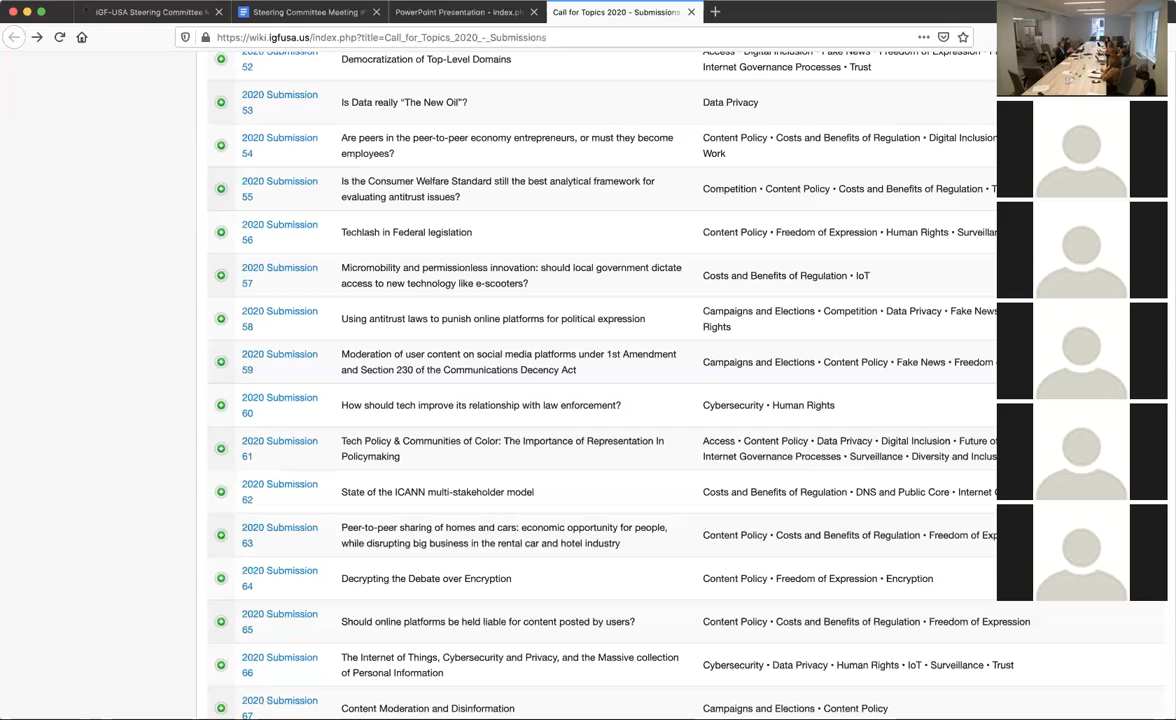 IGF-USA Steering Committee M
Steering Committee Meeting
PowerPoint Presentation - index.ph
Call for Topics 2020 - Submissions
https://wiki.igfusa.us/index.php?title=Call_for_Topics_2020_-_Submissions
52
Democratization of Top-Level Domains
Access • Digital Inclusion • Fake News • Freedom of Expression •
Internet Governance Processes • Trust
2020 Submission
53
Is Data really “The New Oil”?
Data Privacy
2020 Submission
54
Are peers in the peer-to-peer economy entrepreneurs, or must they become
employees?
Content Policy • Costs and Benefits of Regulation • Digital Inclusion
Work
2020 Submission
55
Is the Consumer Welfare Standard still the best analytical framework for
evaluating antitrust issues?
Competition • Content Policy • Costs and Benefits of Regulation • T
2020 Submission
56
Techlash in Federal legislation
Content Policy • Freedom of Expression • Human Rights • Surveillan
2020 Submission
57
Micromobility and permissionless innovation: should local government dictate
access to new technology like e-scooters?
Costs and Benefits of Regulation • IoT
2020 Submission
58
Using antitrust laws to punish online platforms for political expression
Campaigns and Elections • Competition • Data Privacy • Fake News
Rights
2020 Submission
59
Moderation of user content on social media platforms under 1st Amendment
and Section 230 of the Communications Decency Act
Campaigns and Elections • Content Policy • Fake News • Freedom
2020 Submission
60
How should tech improve its relationship with law enforcement?
Cybersecurity • Human Rights
2020 Submission
61
Tech Policy & Communities of Color: The Importance of Representation In
Policymaking
Access • Content Policy • Data Privacy • Digital Inclusion • Future of
Internet Governance Processes • Surveillance • Diversity and Inclus
2020 Submission
62
State of the ICANN multi-stakeholder model
Costs and Benefits of Regulation • DNS and Public Core • Internet
2020 Submission
63
Peer-to-peer sharing of homes and cars: economic opportunity for people,
while disrupting big business in the rental car and hotel industry
Content Policy • Costs and Benefits of Regulation • Freedom of Exp
2020 Submission
64
Decrypting the Debate over Encryption
Content Policy • Freedom of Expression • Encryption
2020 Submission
65
Should online platforms be held liable for content posted by users?
Content Policy • Costs and Benefits of Regulation • Freedom of Expression
2020 Submission
66
The Internet of Things, Cybersecurity and Privacy, and the Massive collection
of Personal Information
Cybersecurity • Data Privacy • Human Rights • IoT • Surveillance • Trust
2020 Submission
67
Content Moderation and Disinformation
Campaigns and Elections • Content Policy